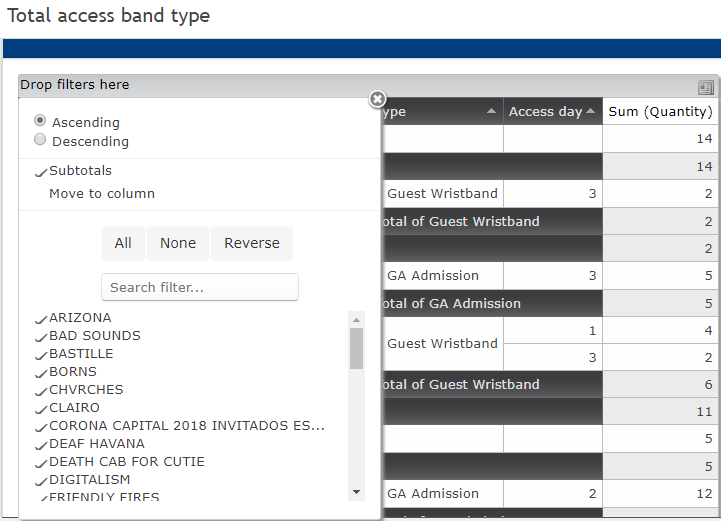 Total access band type
Drop filters here
Ascending
Descending
Subtotals
Move to column
All None Reverse
Search filter...
ARIZONA
BAD SOUNDS
BASTILLE
BORNS
CHVRCHES
CLAIRO
CORONA CAPITAL 2018 INVITADOS ES...
DEAF HAVANA
DEATH CAB FOR CUTIE
DIGITALISM
FRIENDLY FIRES
ype Access day Sum (Quantity)
14
14
Guest Wristband 3 2
otal of Guest Wristband 2
2
GA Admission 3 5
otal of GA Admission 5
Guest Wristband 1 4
3 2
otal of Guest Wristband 6
11
5
5
GA Admission 2 12